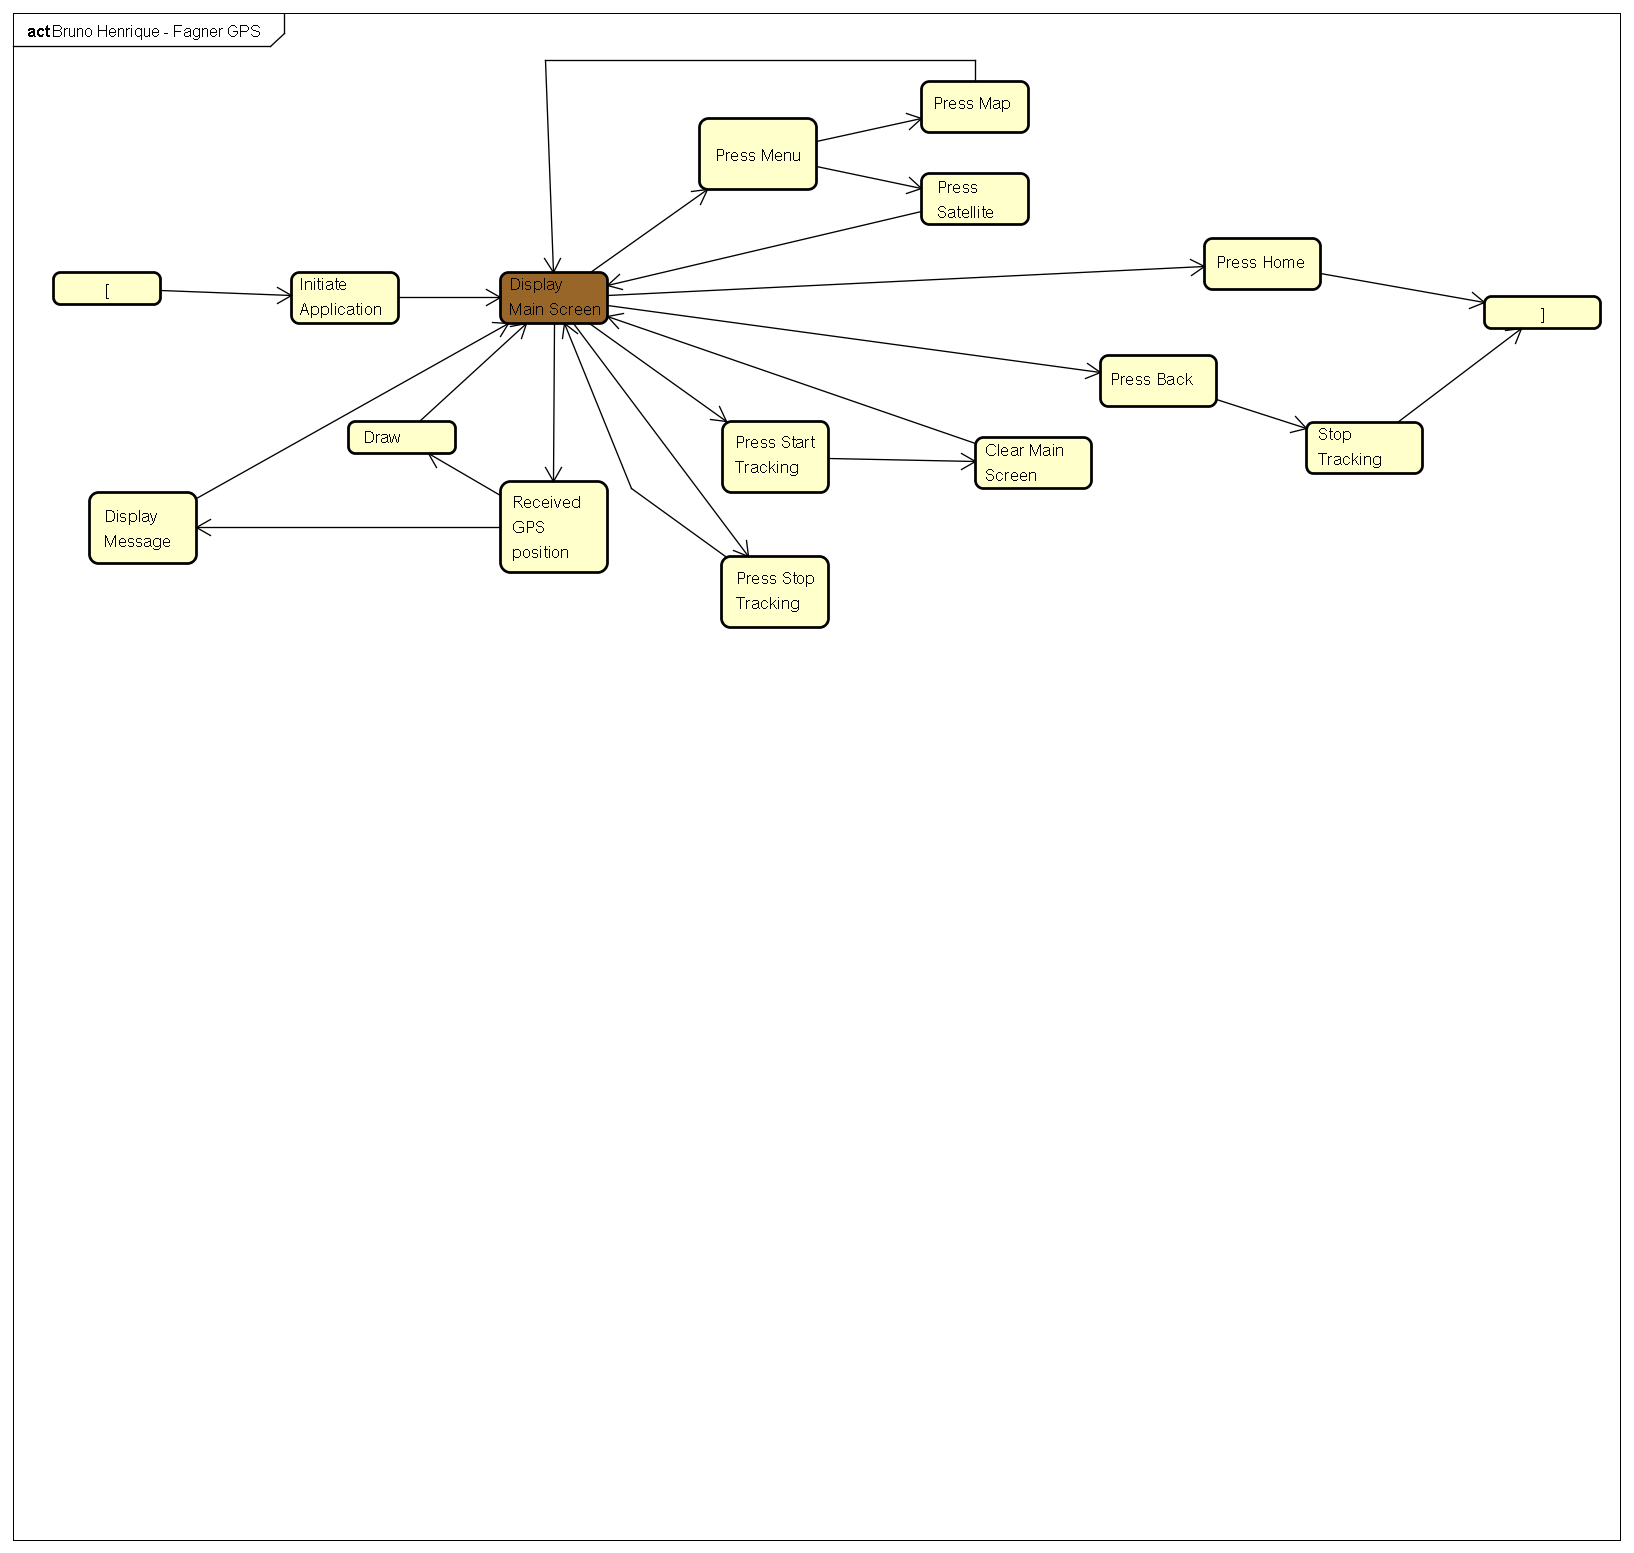 act Bruno Henrique - Fagner GPS
Press Map
Press Menu
Press
Satellite
Press Home
[
Initiate
Application
Display
Main Screen
]
Press Back
Draw
Press Start
Tracking
Clear Main
Screen
Stop
Tracking
Display
Message
Received
GPS
position
Press Stop
Tracking